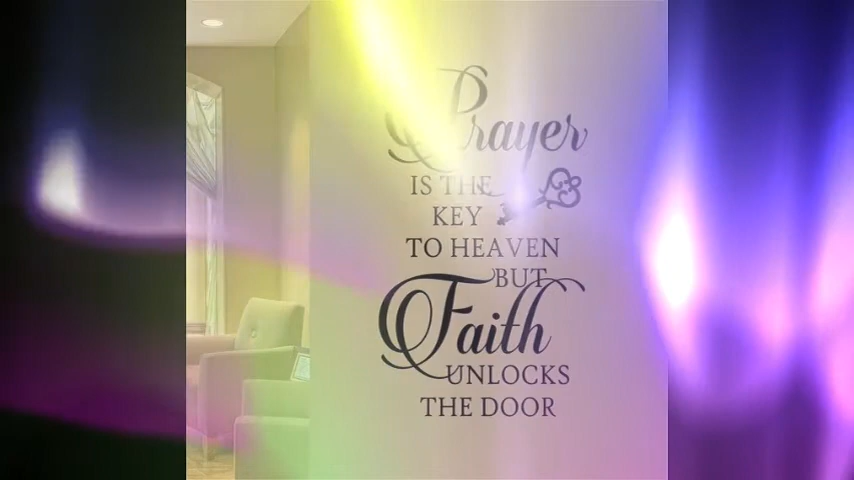 Prayer
IS THE
KEY
TO HEAVEN
BUT
Faith
UNLOCKS
THE DOOR